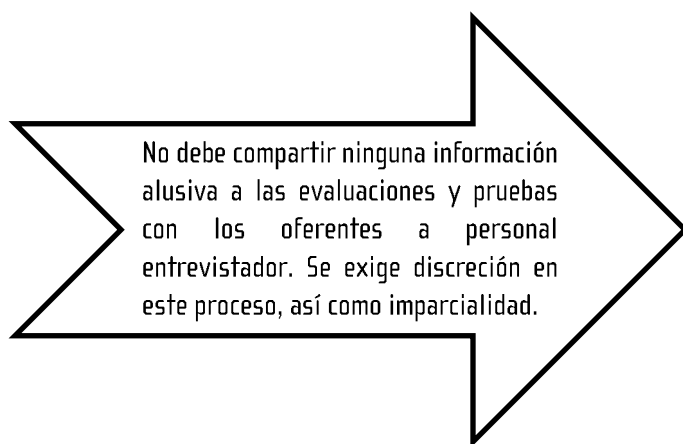 No debe compartir ninguna información
alusiva a las evaluaciones y pruebas
con los oferentes a personal
entrevistador. Se exige discreción en
este proceso, así como imparcialidad.